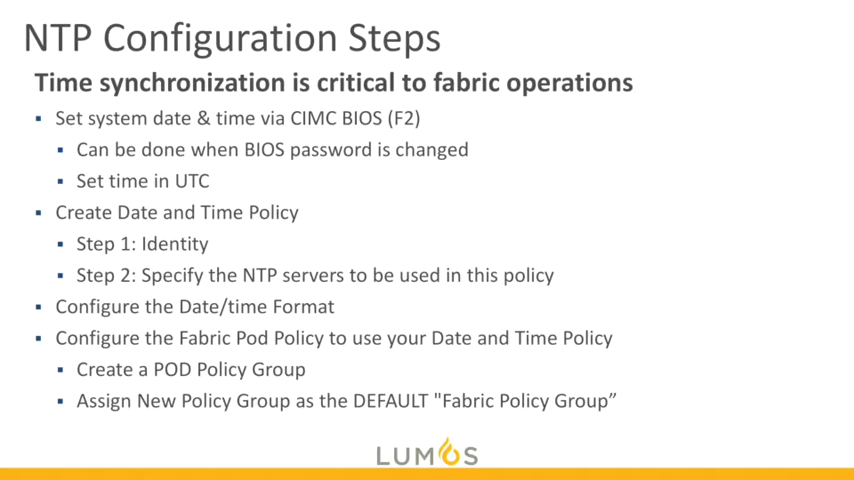 NTP Configuration Steps
Time synchronization is critical to fabric operations
▪ Set system date & time via CIMC BIOS (F2)
▪ Can be done when BIOS password is changed
▪ Set time in UTC
▪ Create Date and Time Policy
▪ Step 1: Identity
▪ Step 2: Specify the NTP servers to be used in this policy
▪ Configure the Date/time Format
▪ Configure the Fabric Pod Policy to use your Date and Time Policy
▪ Create a POD Policy Group
▪ Assign New Policy Group as the DEFAULT "Fabric Policy Group”
LUMOS